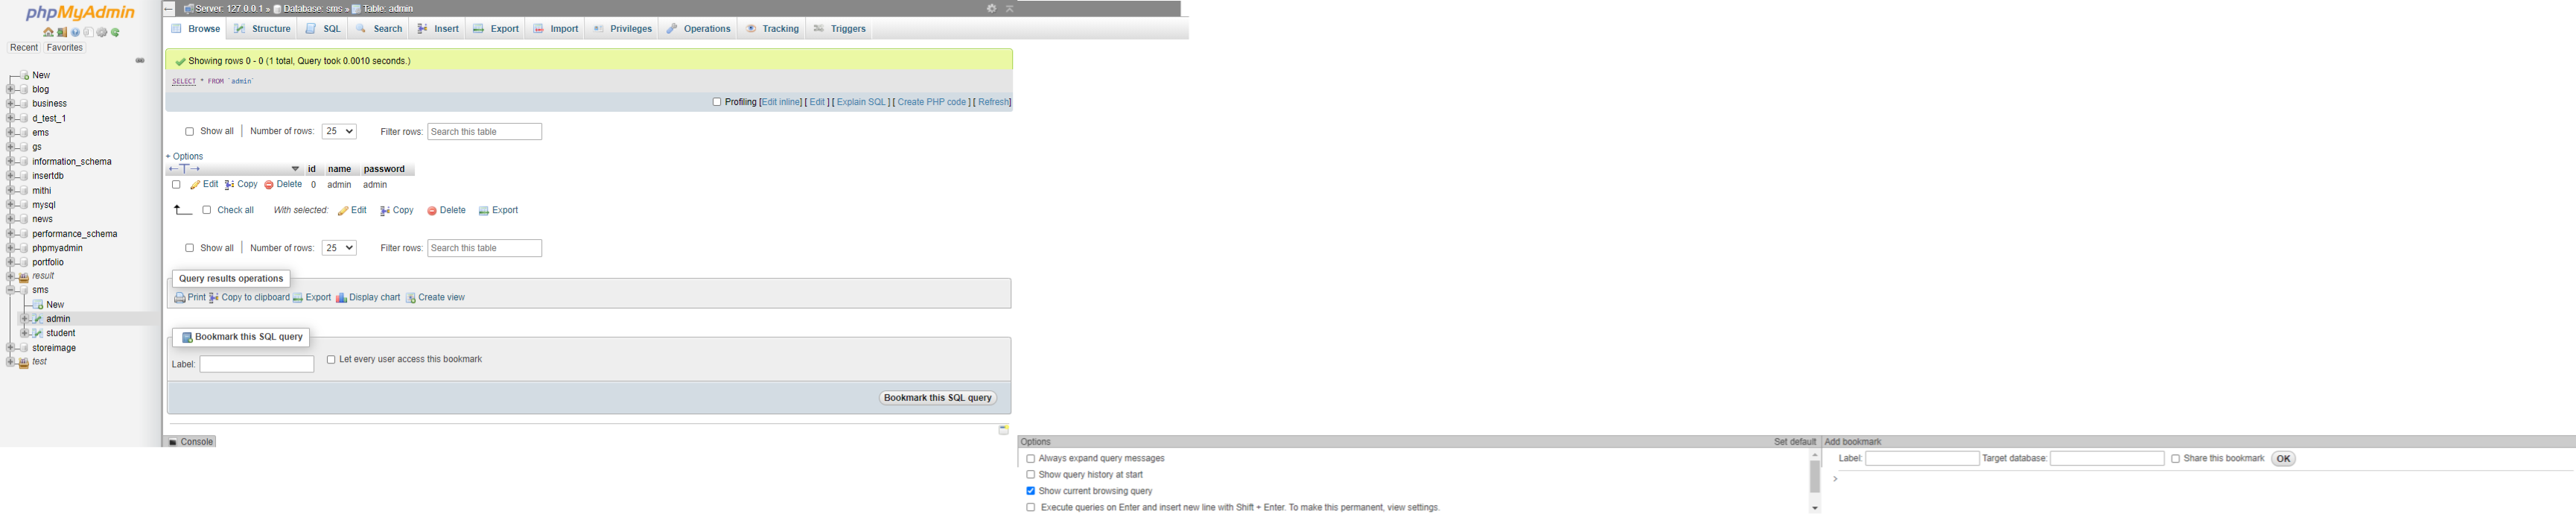 phpMyAdmin
Recent Favorites
New
blog
business
d_test_1
ems
gs
information_schema
insertdb
mithi
mysql
news
performance_schema
phpmyadmin
portfolio
result
sms
New
admin
student
storeimage
test
Server: 127.0.0.1 » Database: sms » Table: admin
Browse Structure SQL Search Insert Export Import Privileges Operations Tracking Triggers
Showing rows 0 - 0 (1 total, Query took 0.0010 seconds.)
SELECT * FROM `admin`
Profiling [Edit inline] [ Edit ] [ Explain SQL ] [ Create PHP code ] [ Refresh]
Show all Number of rows: 25 Filter rows: Search this table
+ Options
←T→ id name password
Edit Copy Delete 0 admin admin
Check all With selected: Edit Copy Delete Export
Show all Number of rows: 25 Filter rows: Search this table
Query results operations
Print Copy to clipboard Export Display chart Create view
Bookmark this SQL query
Label: Let every user access this bookmark
Bookmark this SQL query
Console
Options Set default
Always expand query messages
Show query history at start
Show current browsing query
Execute queries on Enter and insert new line with Shift + Enter. To make this permanent, view settings.
Add bookmark
Label: Target database: Share this bookmark OK
>